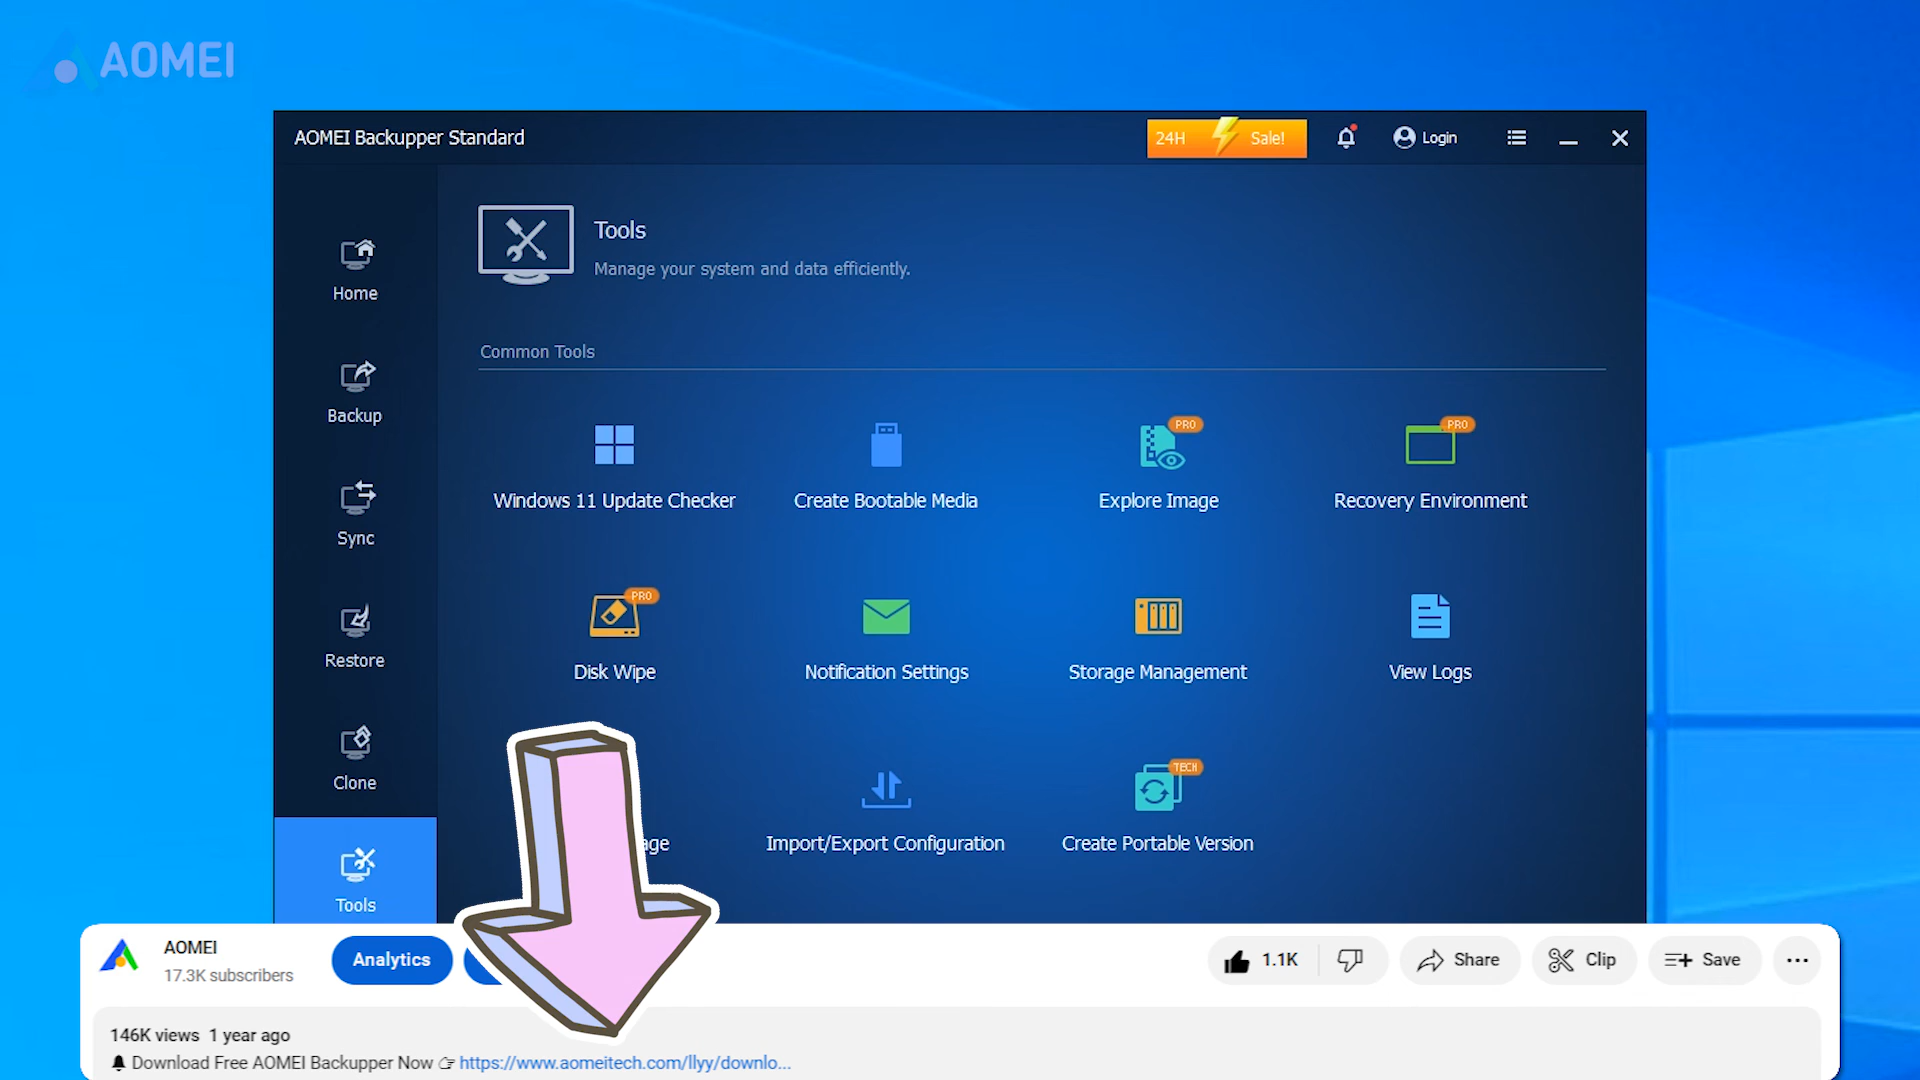 AOMEI
AOMEI Backupper Standard
24H Sale!
Login
Tools
Manage your system and data efficiently.
Home
Backup
Sync
Restore
Clone
Tools
Common Tools
Windows 11 Update Checker
Create Bootable Media
PRO
Explore Image
PRO
Recovery Environment
PRO
Disk Wipe
Notification Settings
Storage Management
View Logs
age
Import/Export Configuration
TECH
Create Portable Version
AOMEI
17.3K subscribers
Analytics
1.1K
Share
Clip
Save
146K views 1 year ago
Download Free AOMEI Backupper Now 👉 https://www.aomeitech.com/llyy/downlo...